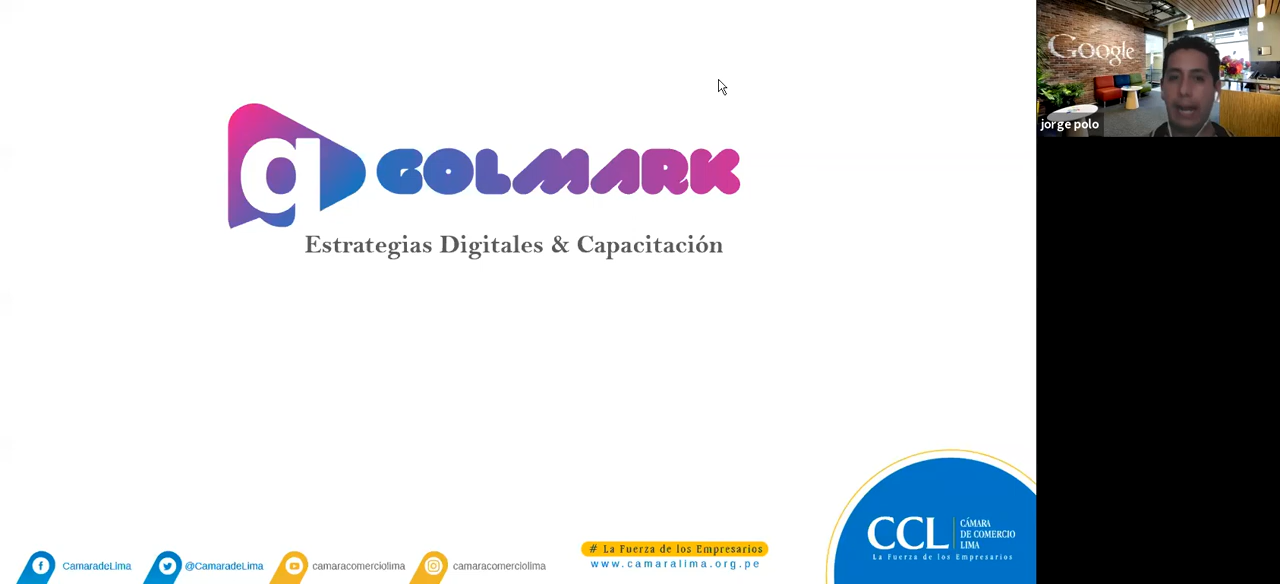 GOLMARK
Estrategias Digitales & Capacitación
Google
jorge polo
CCL
CÁMARA
DE COMERCIO
LIMA
La Fuerza de los Empresarios
CamaradeLima
@CamaradeLima
camaracomerciolima
camaracomerciolima
# La Fuerza de los Empresarios
www.camaralima.org.pe